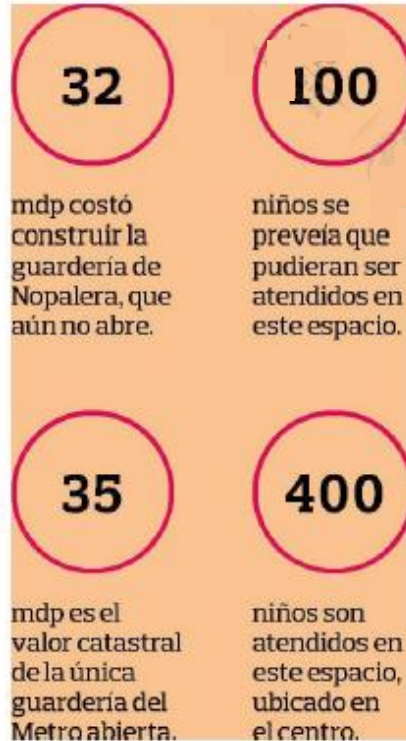 32
mdp costó
construir la
guardería de
Nopalera, que
aún no abre.
100
niños se
preveía que
pudieran ser
atendidos en
este espacio.
35
mdp es el
valor catastral
de la única
guardería del
Metro abierta.
400
niños son
atendidos en
este espacio,
ubicado en
el centro.